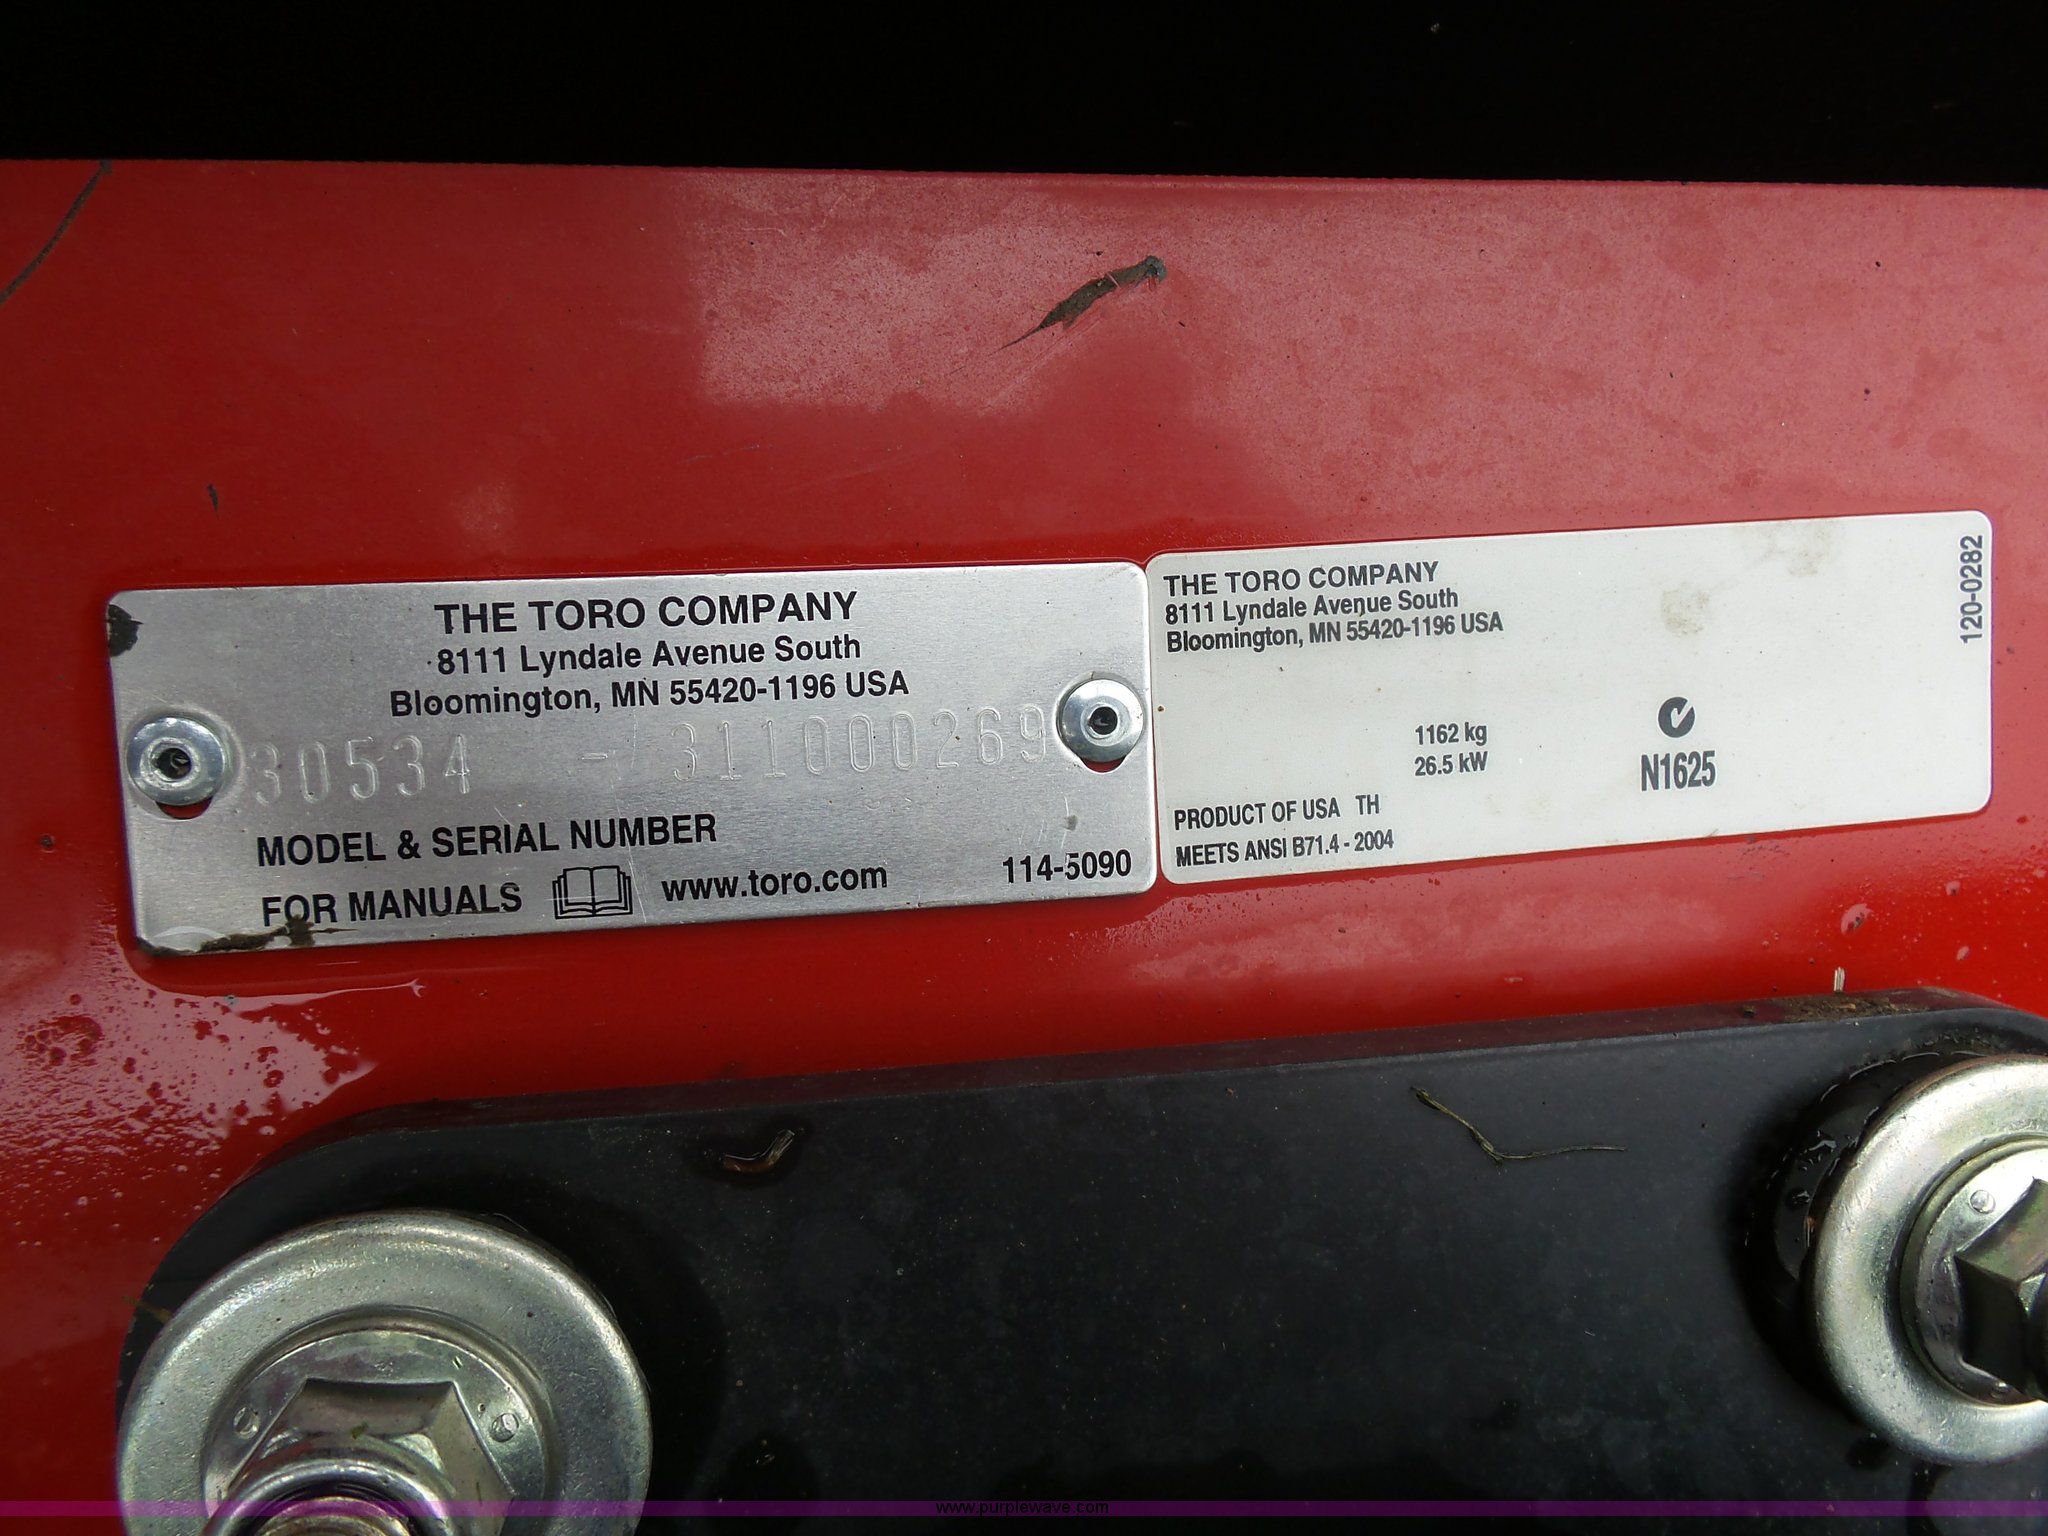 THE TORO COMPANY
8111 Lyndale Avenue South
Bloomington, MN 55420-1196 USA
30534 - 311000269
MODEL & SERIAL NUMBER
FOR MANUALS www.toro.com 114-5090
THE TORO COMPANY
8111 Lyndale Avenue South
Bloomington, MN 55420-1196 USA
120-0282
1162 kg
26.5 kW
N1625
PRODUCT OF USA TH
MEETS ANSI B71.4 - 2004
www.purplewave.com